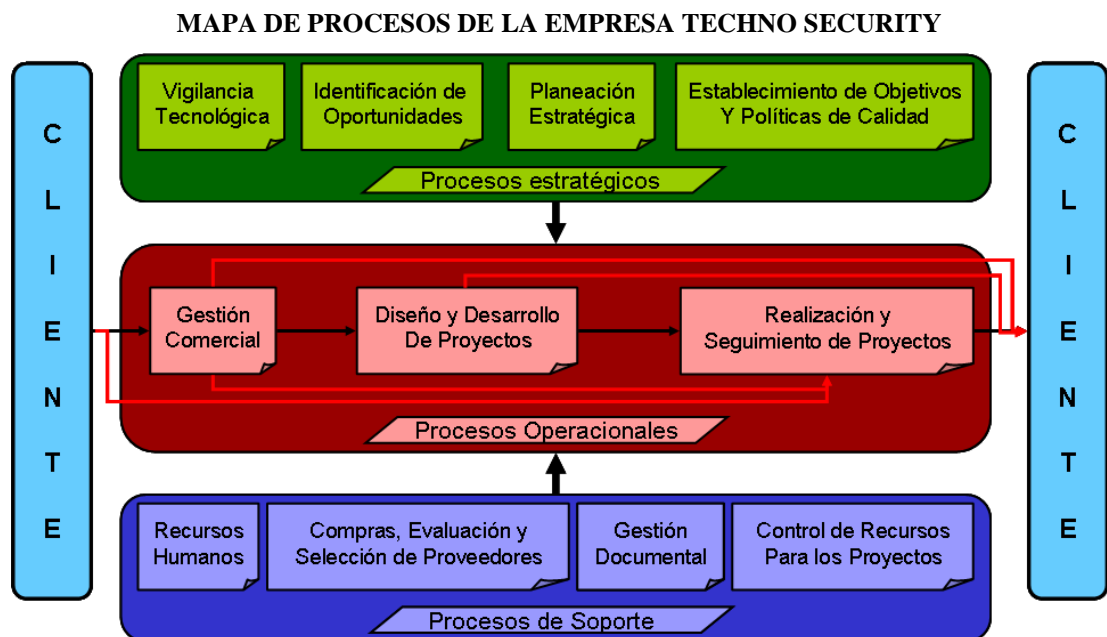 MAPA DE PROCESOS DE LA EMPRESA TECHNO SECURITY
C
L
I
E
N
T
E
Vigilancia
Tecnológica
Identificación de
Oportunidades
Planeación
Estratégica
Establecimiento de Objetivos
Y Políticas de Calidad
Procesos estratégicos
Gestión
Comercial
Diseño y Desarrollo
De Proyectos
Realización y
Seguimiento de Proyectos
Procesos Operacionales
Recursos
Humanos
Compras, Evaluación y
Selección de Proveedores
Gestión
Documental
Control de Recursos
Para los Proyectos
Procesos de Soporte
C
L
I
E
N
T
E